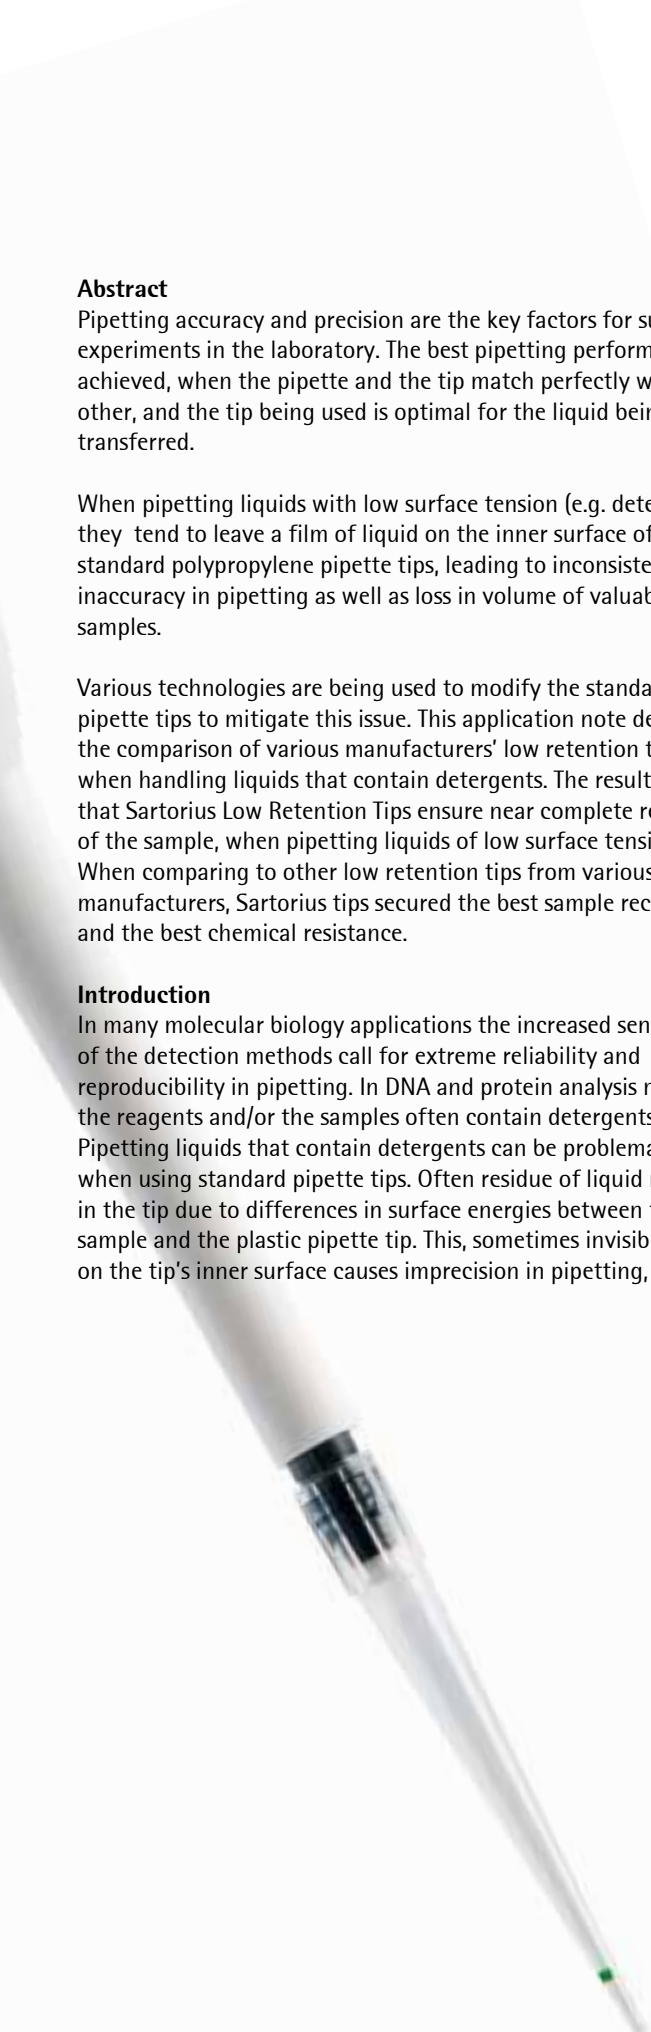 Abstract
Pipetting accuracy and precision are the key factors for su
experiments in the laboratory. The best pipetting perform
achieved, when the pipette and the tip match perfectly w
other, and the tip being used is optimal for the liquid bein
transferred.
When pipetting liquids with low surface tension (e.g. dete
they tend to leave a film of liquid on the inner surface of
standard polypropylene pipette tips, leading to inconsiste
inaccuracy in pipetting as well as loss in volume of valuab
samples.
Various technologies are being used to modify the standa
pipette tips to mitigate this issue. This application note de
the comparison of various manufacturers’ low retention t
when handling liquids that contain detergents. The result
that Sartorius Low Retention Tips ensure near complete re
of the sample, when pipetting liquids of low surface tensi
When comparing to other low retention tips from various
manufacturers, Sartorius tips secured the best sample rec
and the best chemical resistance.
Introduction
In many molecular biology applications the increased sen
of the detection methods call for extreme reliability and
reproducibility in pipetting. In DNA and protein analysis
the reagents and/or the samples often contain detergents
Pipetting liquids that contain detergents can be problema
when using standard pipette tips. Often residue of liquid
in the tip due to differences in surface energies between
sample and the plastic pipette tip. This, sometimes invisib
on the tip’s inner surface causes imprecision in pipetting,